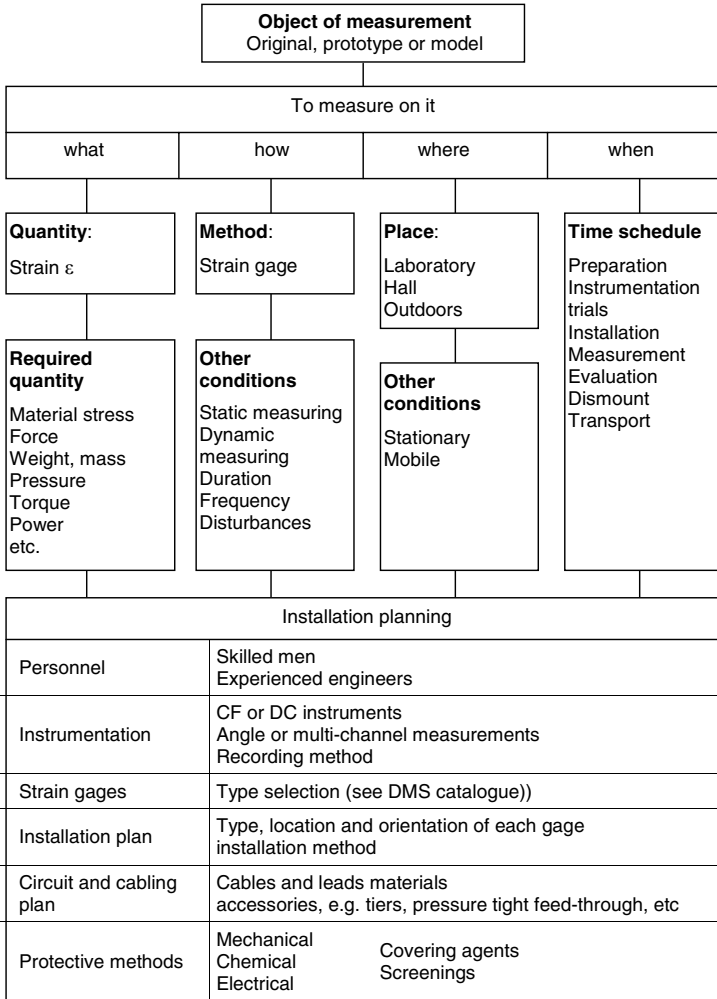 Object of measurement
Original, prototype or model
To measure on it
what
how
where
when
Quantity:
Strain ε
Method:
Strain gage
Place:
Laboratory
Hall
Outdoors
Time schedule
Preparation
Instrumentation
trials
Installation
Measurement
Evaluation
Dismount
Transport
Required
quantity
Material stress
Force
Weight, mass
Pressure
Torque
Power
etc.
Other
conditions
Static measuring
Dynamic
measuring
Duration
Frequency
Disturbances
Other
conditions
Stationary
Mobile
Installation planning
Personnel
Skilled men
Experienced engineers
Instrumentation
CF or DC instruments
Angle or multi-channel measurements
Recording method
Strain gages
Type selection (see DMS catalogue))
Installation plan
Type, location and orientation of each gage
installation method
Circuit and cabling
plan
Cables and leads materials
accessories, e.g. tiers, pressure tight feed-through, etc
Protective methods
Mechanical
Chemical
Electrical
Covering agents
Screenings